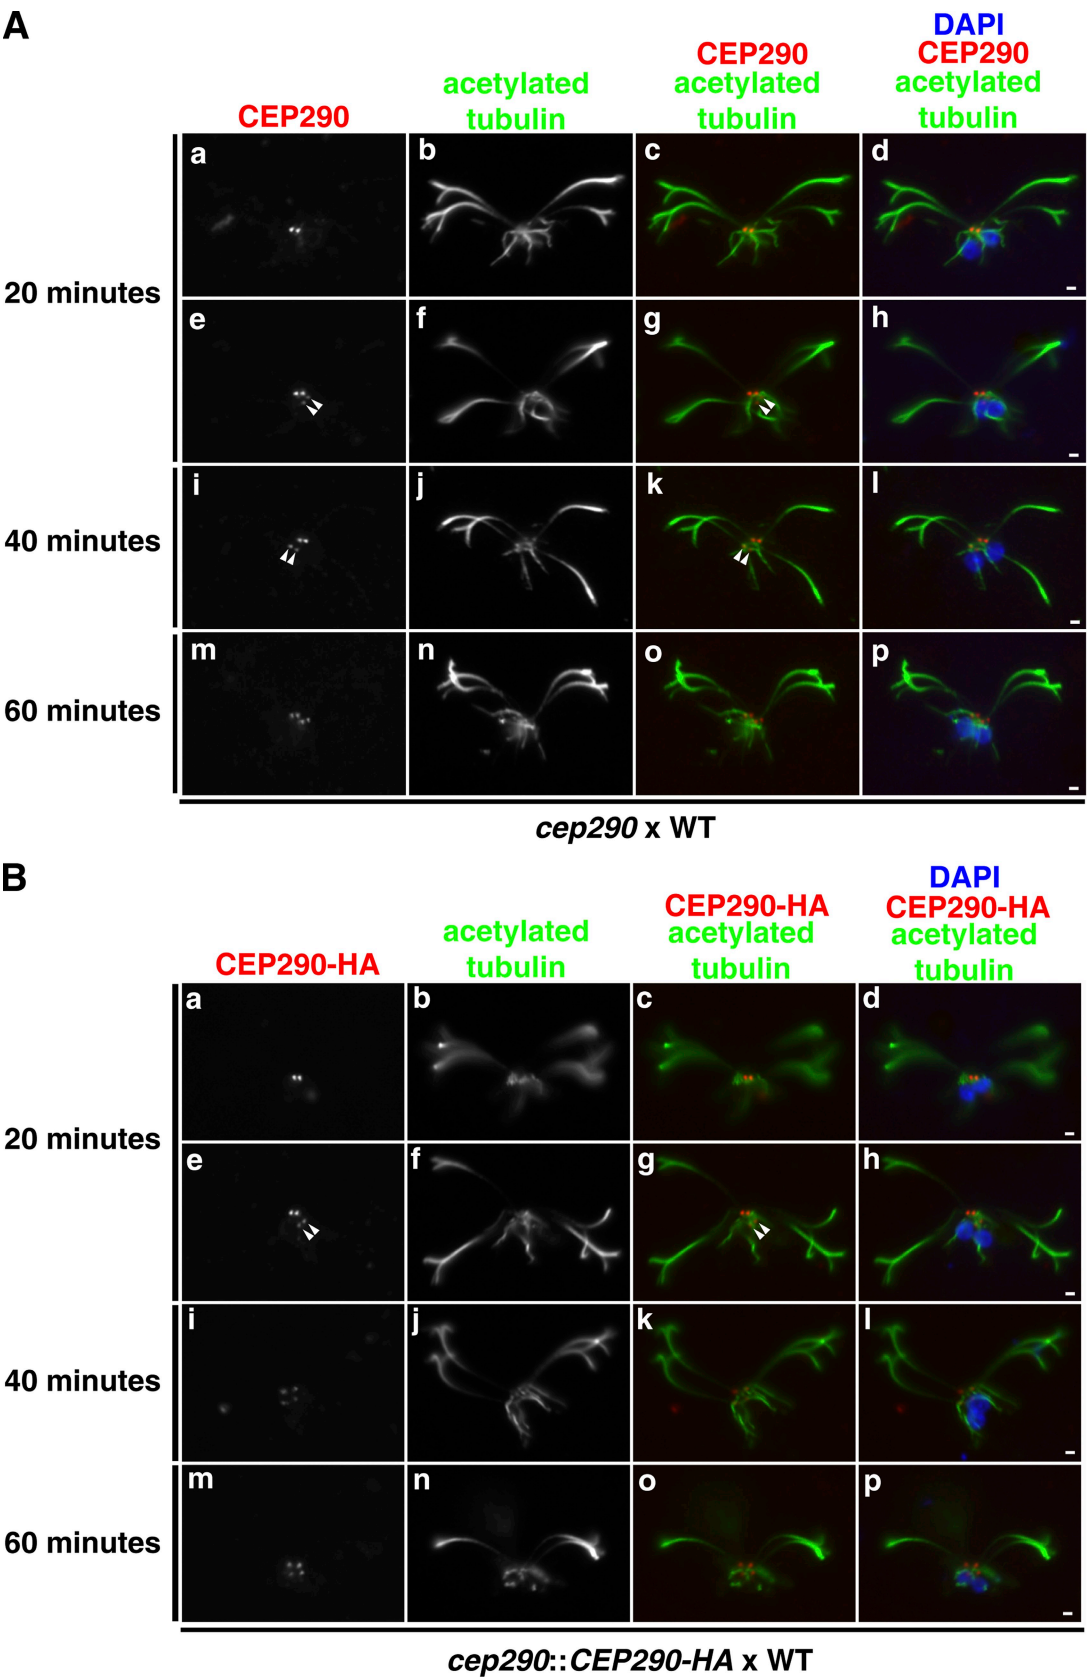 A
DAPI
CEP290 CEP290
acetylated acetylated acetylated
CEP290 tubulin tubulin tubulin
a b c d
20 minutes
e f g h
i j k l
40 minutes
m n o p
60 minutes
cep290 x WT
B
DAPI
CEP290-HA CEP290-HA
acetylated acetylated acetylated
CEP290-HA tubulin tubulin tubulin
a b c d
20 minutes
e f g h
i j k l
40 minutes
m n o p
60 minutes
cep290::CEP290-HA x WT